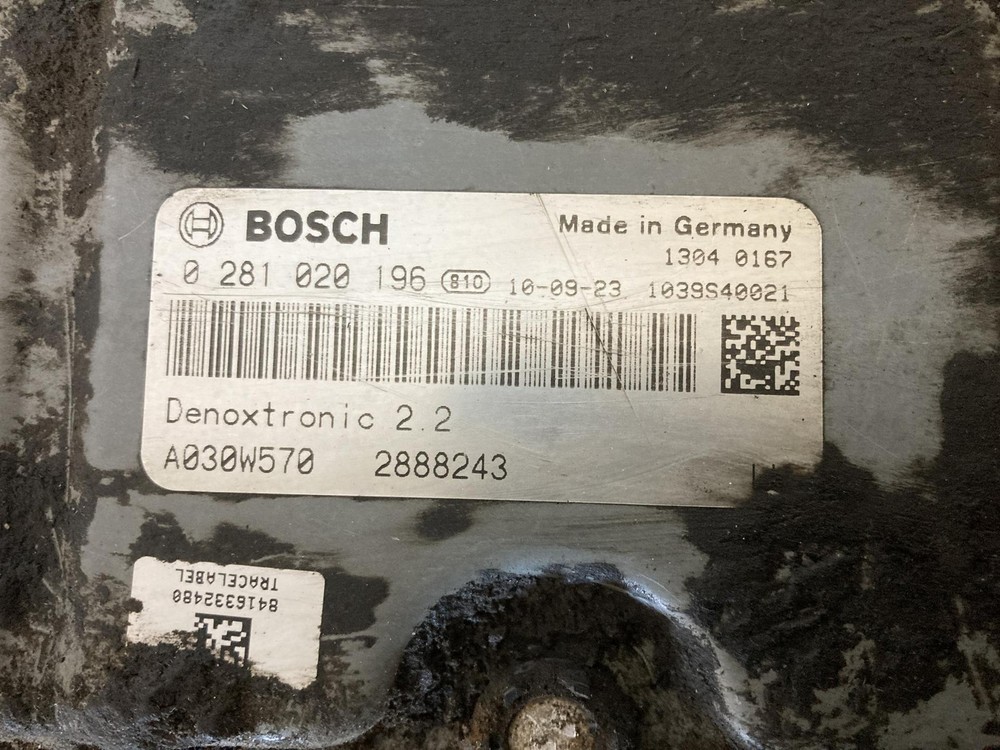 BOSCH
Made in Germany
1304 0167
0 281 020 196 810 10-09-23 1039S40021
Denoxtronic 2.2
A030W570 2888243
8416332480
TRACELABEL